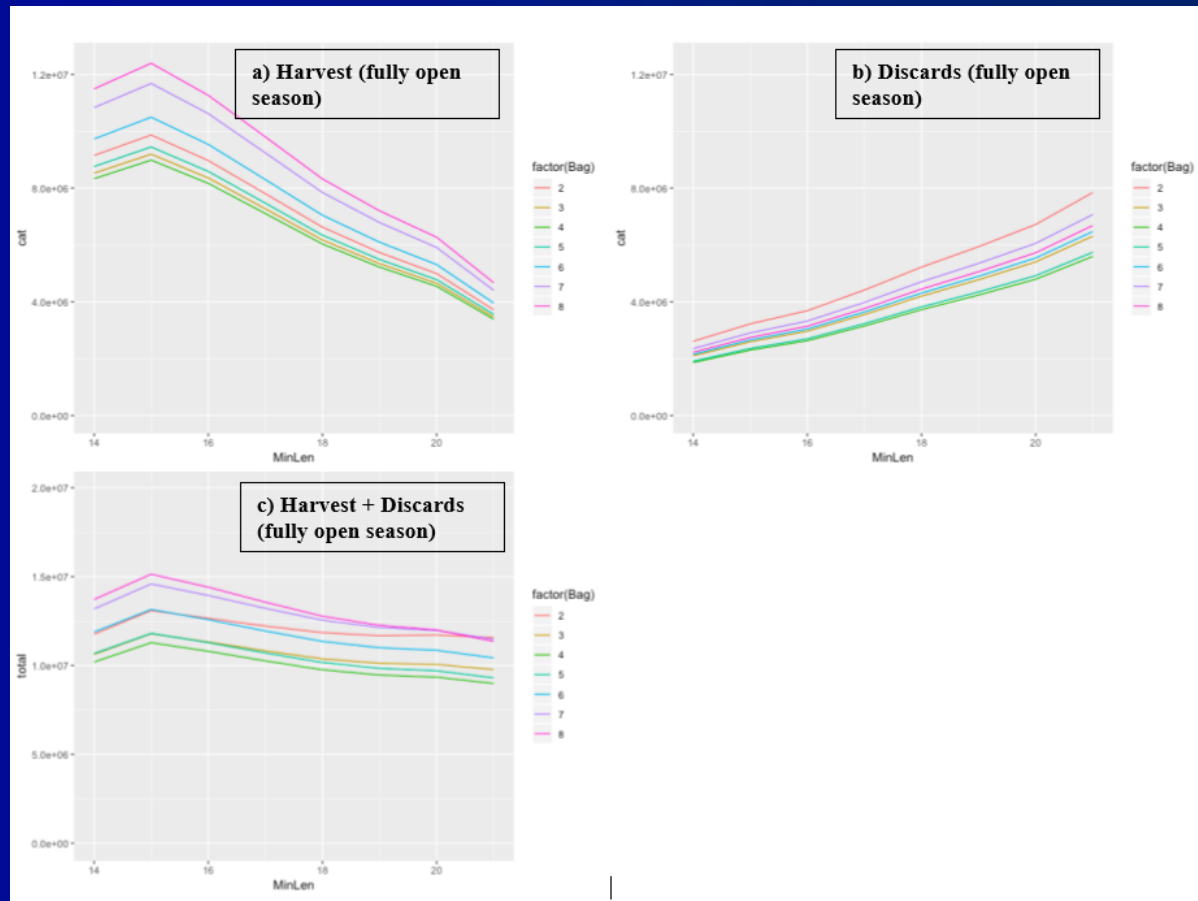 a) Harvest (fully open
season)
1.2e+07
8.0e+06
4.0e+06
0.0e+00
cat
14
16
18
20
MinLen
factor(Bag)
2
3
4
5
6
7
8
b) Discards (fully open
season)
1.2e+07
8.0e+06
4.0e+06
0.0e+00
cat
14
16
18
20
MinLen
factor(Bag)
2
3
4
5
6
7
8
c) Harvest + Discards
(fully open season)
2.0e+07
1.5e+07
1.0e+07
5.0e+06
0.0e+00
total
14
16
18
20
MinLen
factor(Bag)
2
3
4
5
6
7
8